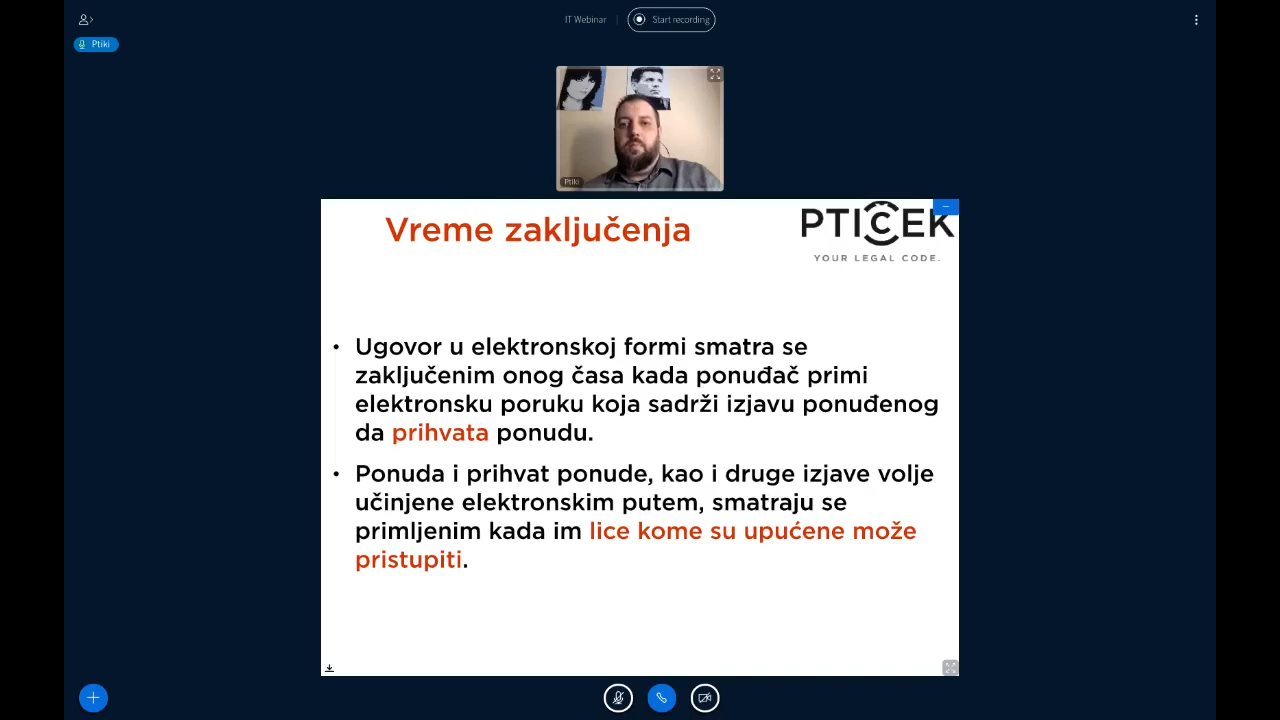 IT Webinar
Start recording
Ptiki
Ptiki
Vreme zaključenja
PTIČEK
YOUR LEGAL CODE.
• Ugovor u elektronskoj formi smatra se
zaključenim onog časa kada ponuđač primi
elektronsku poruku koja sadrži izjavu ponuđenog
da prihvata ponudu.
• Ponuda i prihvat ponude, kao i druge izjave volje
učinjene elektronskim putem, smatraju se
primljenim kada im lice kome su upućene može
pristupiti.